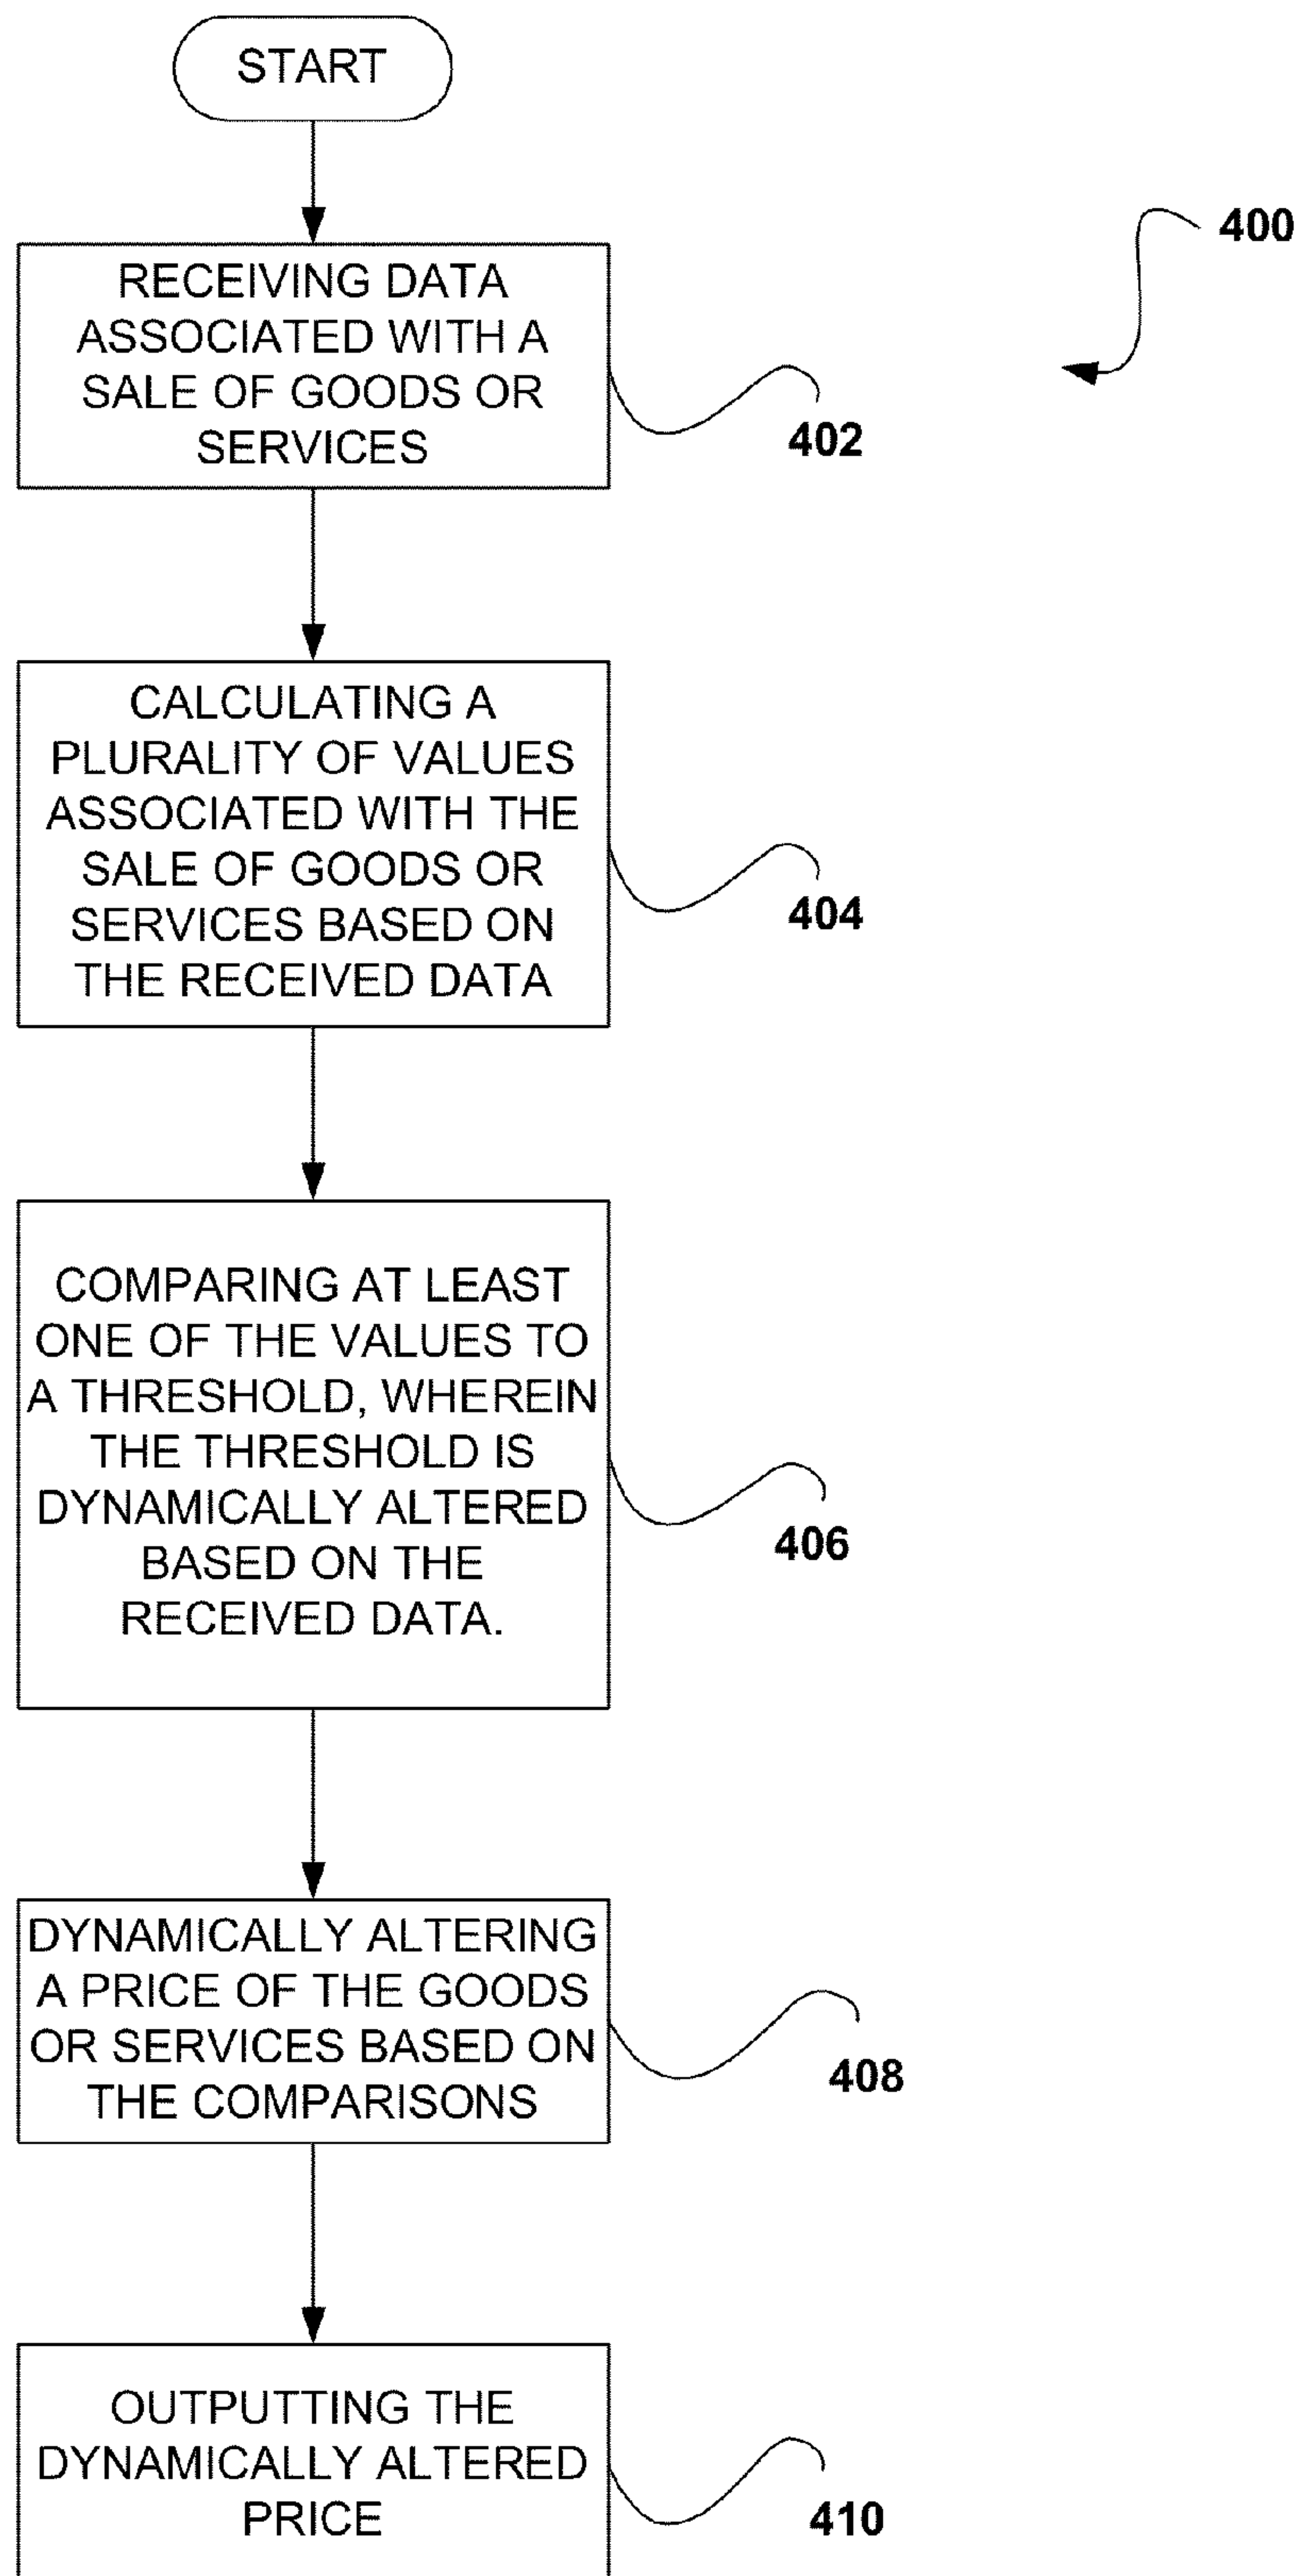 START
400
RECEIVING DATA
ASSOCIATED WITH A
SALE OF GOODS OR
SERVICES
402
CALCULATING A
PLURALITY OF VALUES
ASSOCIATED WITH THE
SALE OF GOODS OR
SERVICES BASED ON
THE RECEIVED DATA
404
COMPARING AT LEAST
ONE OF THE VALUES TO
A THRESHOLD, WHEREIN
THE THRESHOLD IS
DYNAMICALLY ALTERED
BASED ON THE
RECEIVED DATA.
406
DYNAMICALLY ALTERING
A PRICE OF THE GOODS
OR SERVICES BASED ON
THE COMPARISONS
408
OUTPUTTING THE
DYNAMICALLY ALTERED
PRICE
410